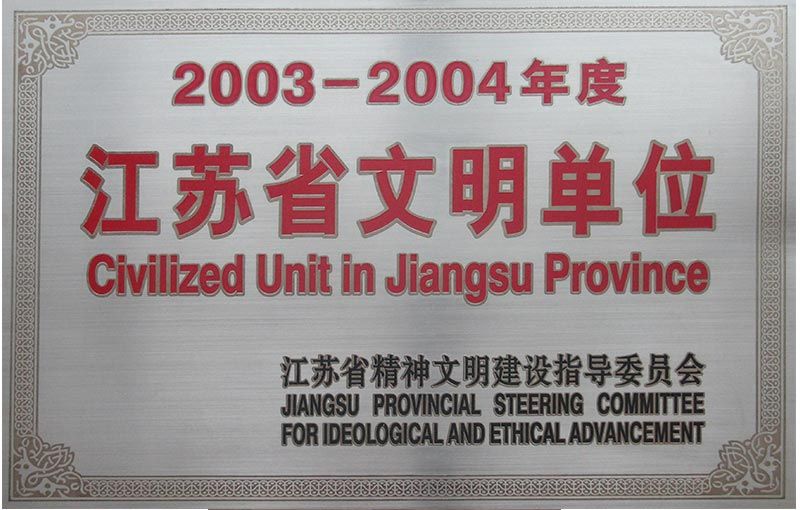 2003－2004年度
江苏省文明单位
Civilized Unit in Jiangsu Province
江苏省精神文明建设指导委员会
JIANGSU PROVINCIAL STEERING COMMITTEE
FOR IDEOLOGICAL AND ETHICAL ADVANCEMENT